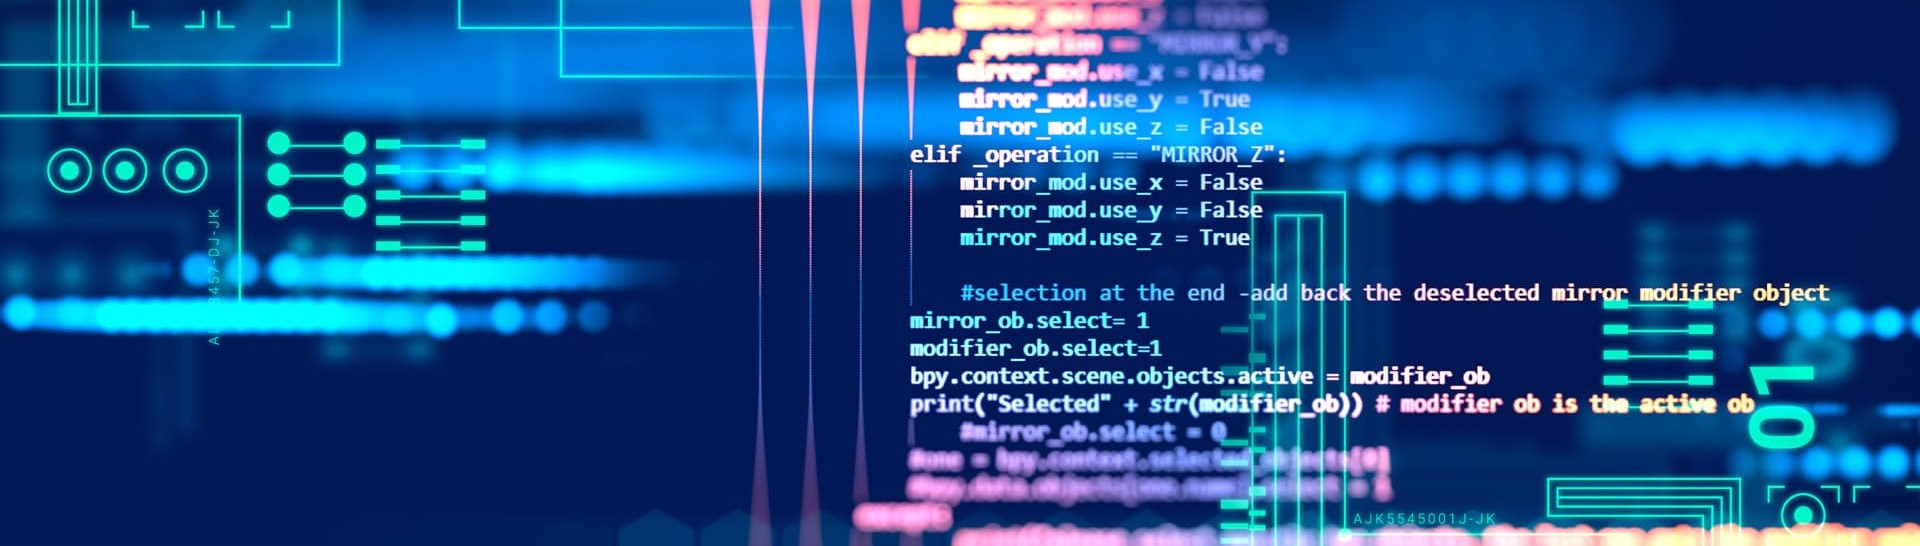 elif _operation == "MIRROR_Y":
mirror_mod.use_x = False
mirror_mod.use_y = True
mirror_mod.use_z = False
elif _operation == "MIRROR_Z":
mirror_mod.use_x = False
mirror_mod.use_y = False
mirror_mod.use_z = True
#selection at the end -add back the deselected mirror modifier object
mirror_ob.select= 1
modifier_ob.select=1
bpy.context.scene.objects.active = modifier_ob
print("Selected" + str(modifier_ob)) # modifier ob is the active ob
#mirror_ob.select = 0
01
AJK5545001J-JK